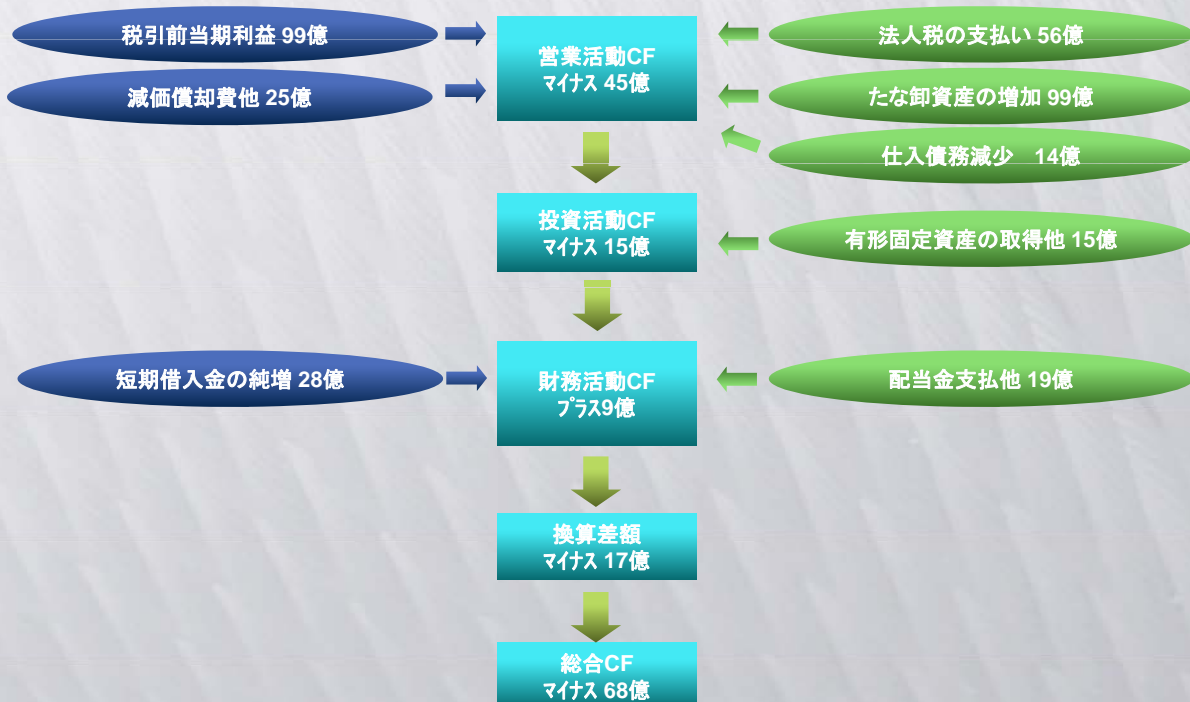 税引前当期利益 99億
減価償却費他 25億
営業活動CF
マイナス 45億
法人税の支払い 56億
たな卸資産の増加 99億
仕入債務減少　14億
投資活動CF
マイナス 15億
有形固定資産の取得他 15億
短期借入金の純増 28億
財務活動CF
プラス9億
配当金支払他 19億
換算差額
マイナス 17億
総合CF
マイナス 68億